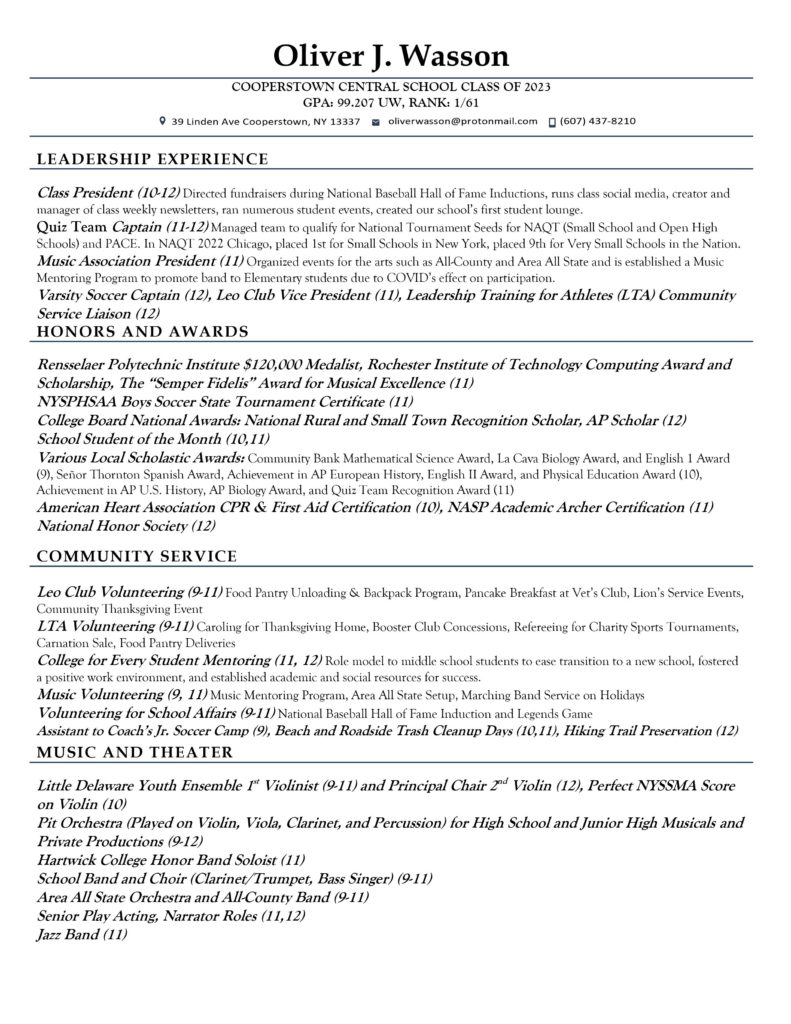 Oliver J. Wasson
COOPERSTOWN CENTRAL SCHOOL CLASS OF 2023
GPA: 99.207 UW, RANK: 1/61
39 Linden Ave Cooperstown, NY 13337 oliverwasson@protonmail.com (607) 437-8210
LEADERSHIP EXPERIENCE
Class President (10-12) Directed fundraisers during National Baseball Hall of Fame Inductions, runs class social media, creator and
manager of class weekly newsletters, ran numerous student events, created our school's first student lounge.
Quiz Team Captain (11-12) Managed team to qualify for National Tournament Seeds for NAQT (Small School and Open High
Schools) and PACE. In NAQT 2022 Chicago, placed 1st for Small Schools in New York, placed 9th for Very Small Schools in the Nation.
Music Association President (11) Organized events for the arts such as All-County and Area All State and is established a Music
Mentoring Program to promote band to Elementary students due to COVID's effect on participation.
Varsity Soccer Captain (12), Leo Club Vice President (11), Leadership Training for Athletes (LTA) Community
Service Liaison (12)
HONORS AND AWARDS
Rensselaer Polytechnic Institute $120,000 Medalist, Rochester Institute of Technology Computing Award and
Scholarship, The "Semper Fidelis" Award for Musical Excellence (11)
NYSPHSAA Boys Soccer State Tournament Certificate (11)
College Board National Awards: National Rural and Small Town Recognition Scholar, AP Scholar (12)
School Student of the Month (10,11)
Various Local Scholastic Awards: Community Bank Mathematical Science Award, La Cava Biology Award, and English 1 Award
(9), Señor Thornton Spanish Award, Achievement in AP European History, English II Award, and Physical Education Award (10),
Achievement in AP U.S. History, AP Biology Award, and Quiz Team Recognition Award (11)
American Heart Association CPR & First Aid Certification (10), NASP Academic Archer Certification (11)
National Honor Society (12)
COMMUNITY SERVICE
Leo Club Volunteering (9-11) Food Pantry Unloading & Backpack Program, Pancake Breakfast at Vet's Club, Lion's Service Events,
Community Thanksgiving Event
LTA Volunteering (9-11) Caroling for Thanksgiving Home, Booster Club Concessions, Refereeing for Charity Sports Tournaments,
Carnation Sale, Food Pantry Deliveries
College for Every Student Mentoring (11, 12) Role model to middle school students to ease transition to a new school, fostered
a positive work environment, and established academic and social resources for success.
Music Volunteering (9, 11) Music Mentoring Program, Area All State Setup, Marching Band Service on Holidays
Volunteering for School Affairs (9-11) National Baseball Hall of Fame Induction and Legends Game
Assistant to Coach's Jr. Soccer Camp (9), Beach and Roadside Trash Cleanup Days (10,11), Hiking Trail Preservation (12)
MUSIC AND THEATER
Little Delaware Youth Ensemble 1st Violinist (9-11) and Principal Chair 2nd Violin (12), Perfect NYSSMA Score
on Violin (10)
Pit Orchestra (Played on Violin, Viola, Clarinet, and Percussion) for High School and Junior High Musicals and
Private Productions (9-12)
Hartwick College Honor Band Soloist (11)
School Band and Choir (Clarinet/Trumpet, Bass Singer) (9-11)
Area All State Orchestra and All-County Band (9-11)
Senior Play Acting, Narrator Roles (11,12)
Jazz Band (11)